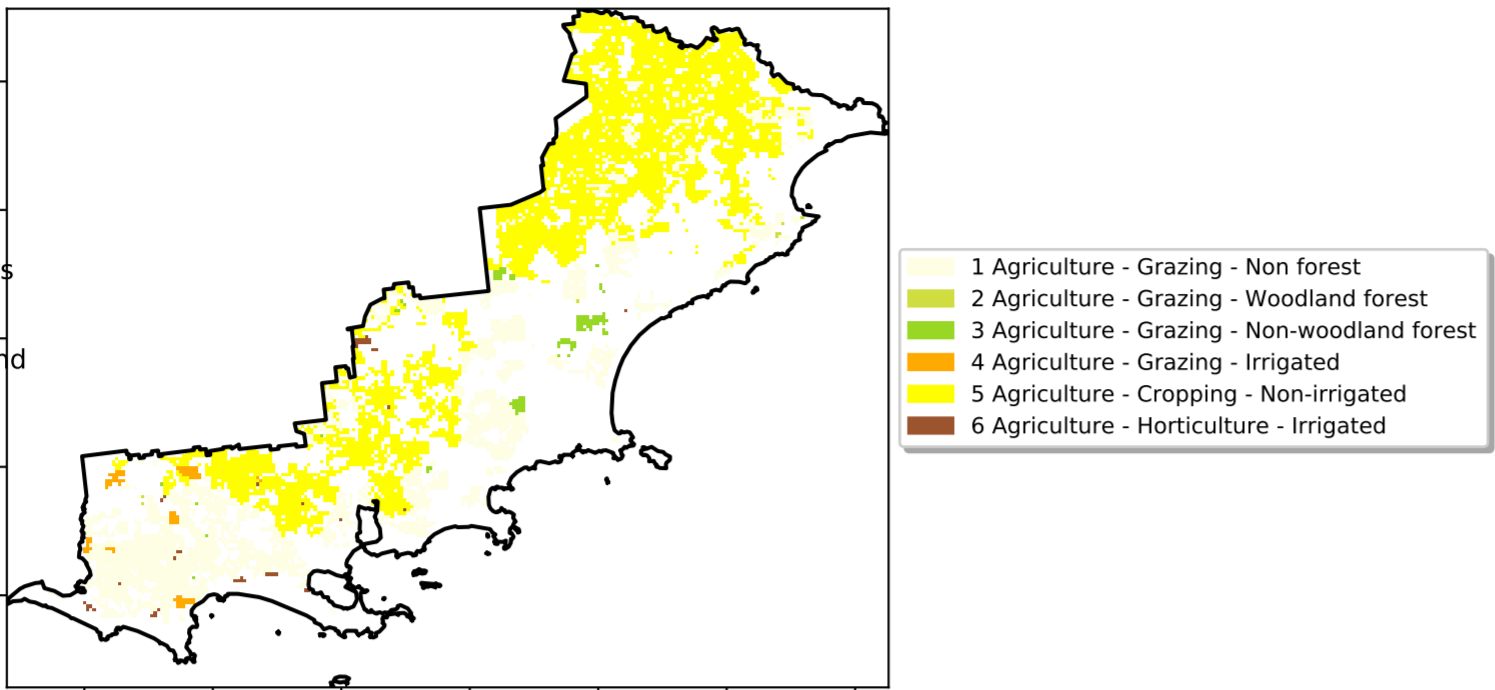 s
nd
1 Agriculture - Grazing - Non forest
2 Agriculture - Grazing - Woodland forest
3 Agriculture - Grazing - Non-woodland forest
4 Agriculture - Grazing - Irrigated
5 Agriculture - Cropping - Non-irrigated
6 Agriculture - Horticulture - Irrigated